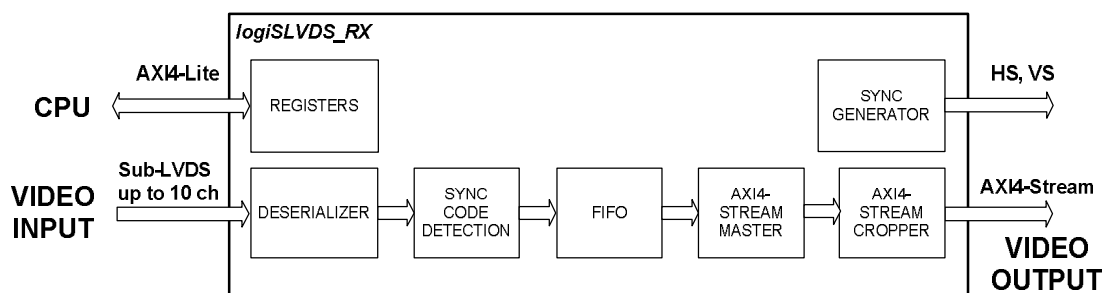 logiSLVDS_RX
AXI4-Lite
CPU
REGISTERS
SYNC
GENERATOR
HS, VS
Sub-LVDS
up to 10 ch
VIDEO
INPUT
DESERIALIZER
SYNC
CODE
DETECTION
FIFO
AXI4-
STREAM
MASTER
AXI4-
STREAM
CROPPER
AXI4-Stream
VIDEO
OUTPUT